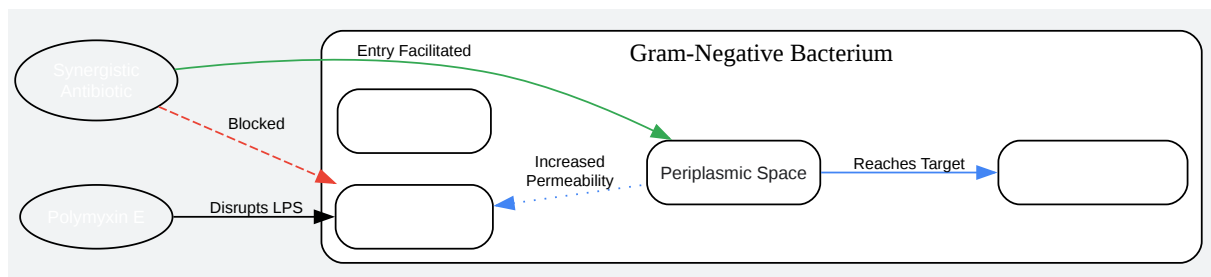 Gram-Negative Bacterium
Synergistic
Antibiotic
Entry Facilitated
Blocked
Increased
Permeability
Periplasmic Space
Reaches Target
Polymyxin E
Disrupts LPS